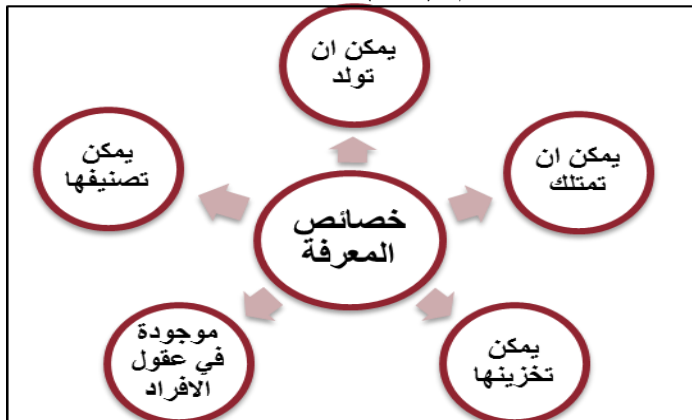 يمكن ان
تولد
يمكن ان
تمتلك
يمكن
تخزينها
موجودة
في عقول
الافراد
يمكن
تصنيفها
خصائص
المعرفة